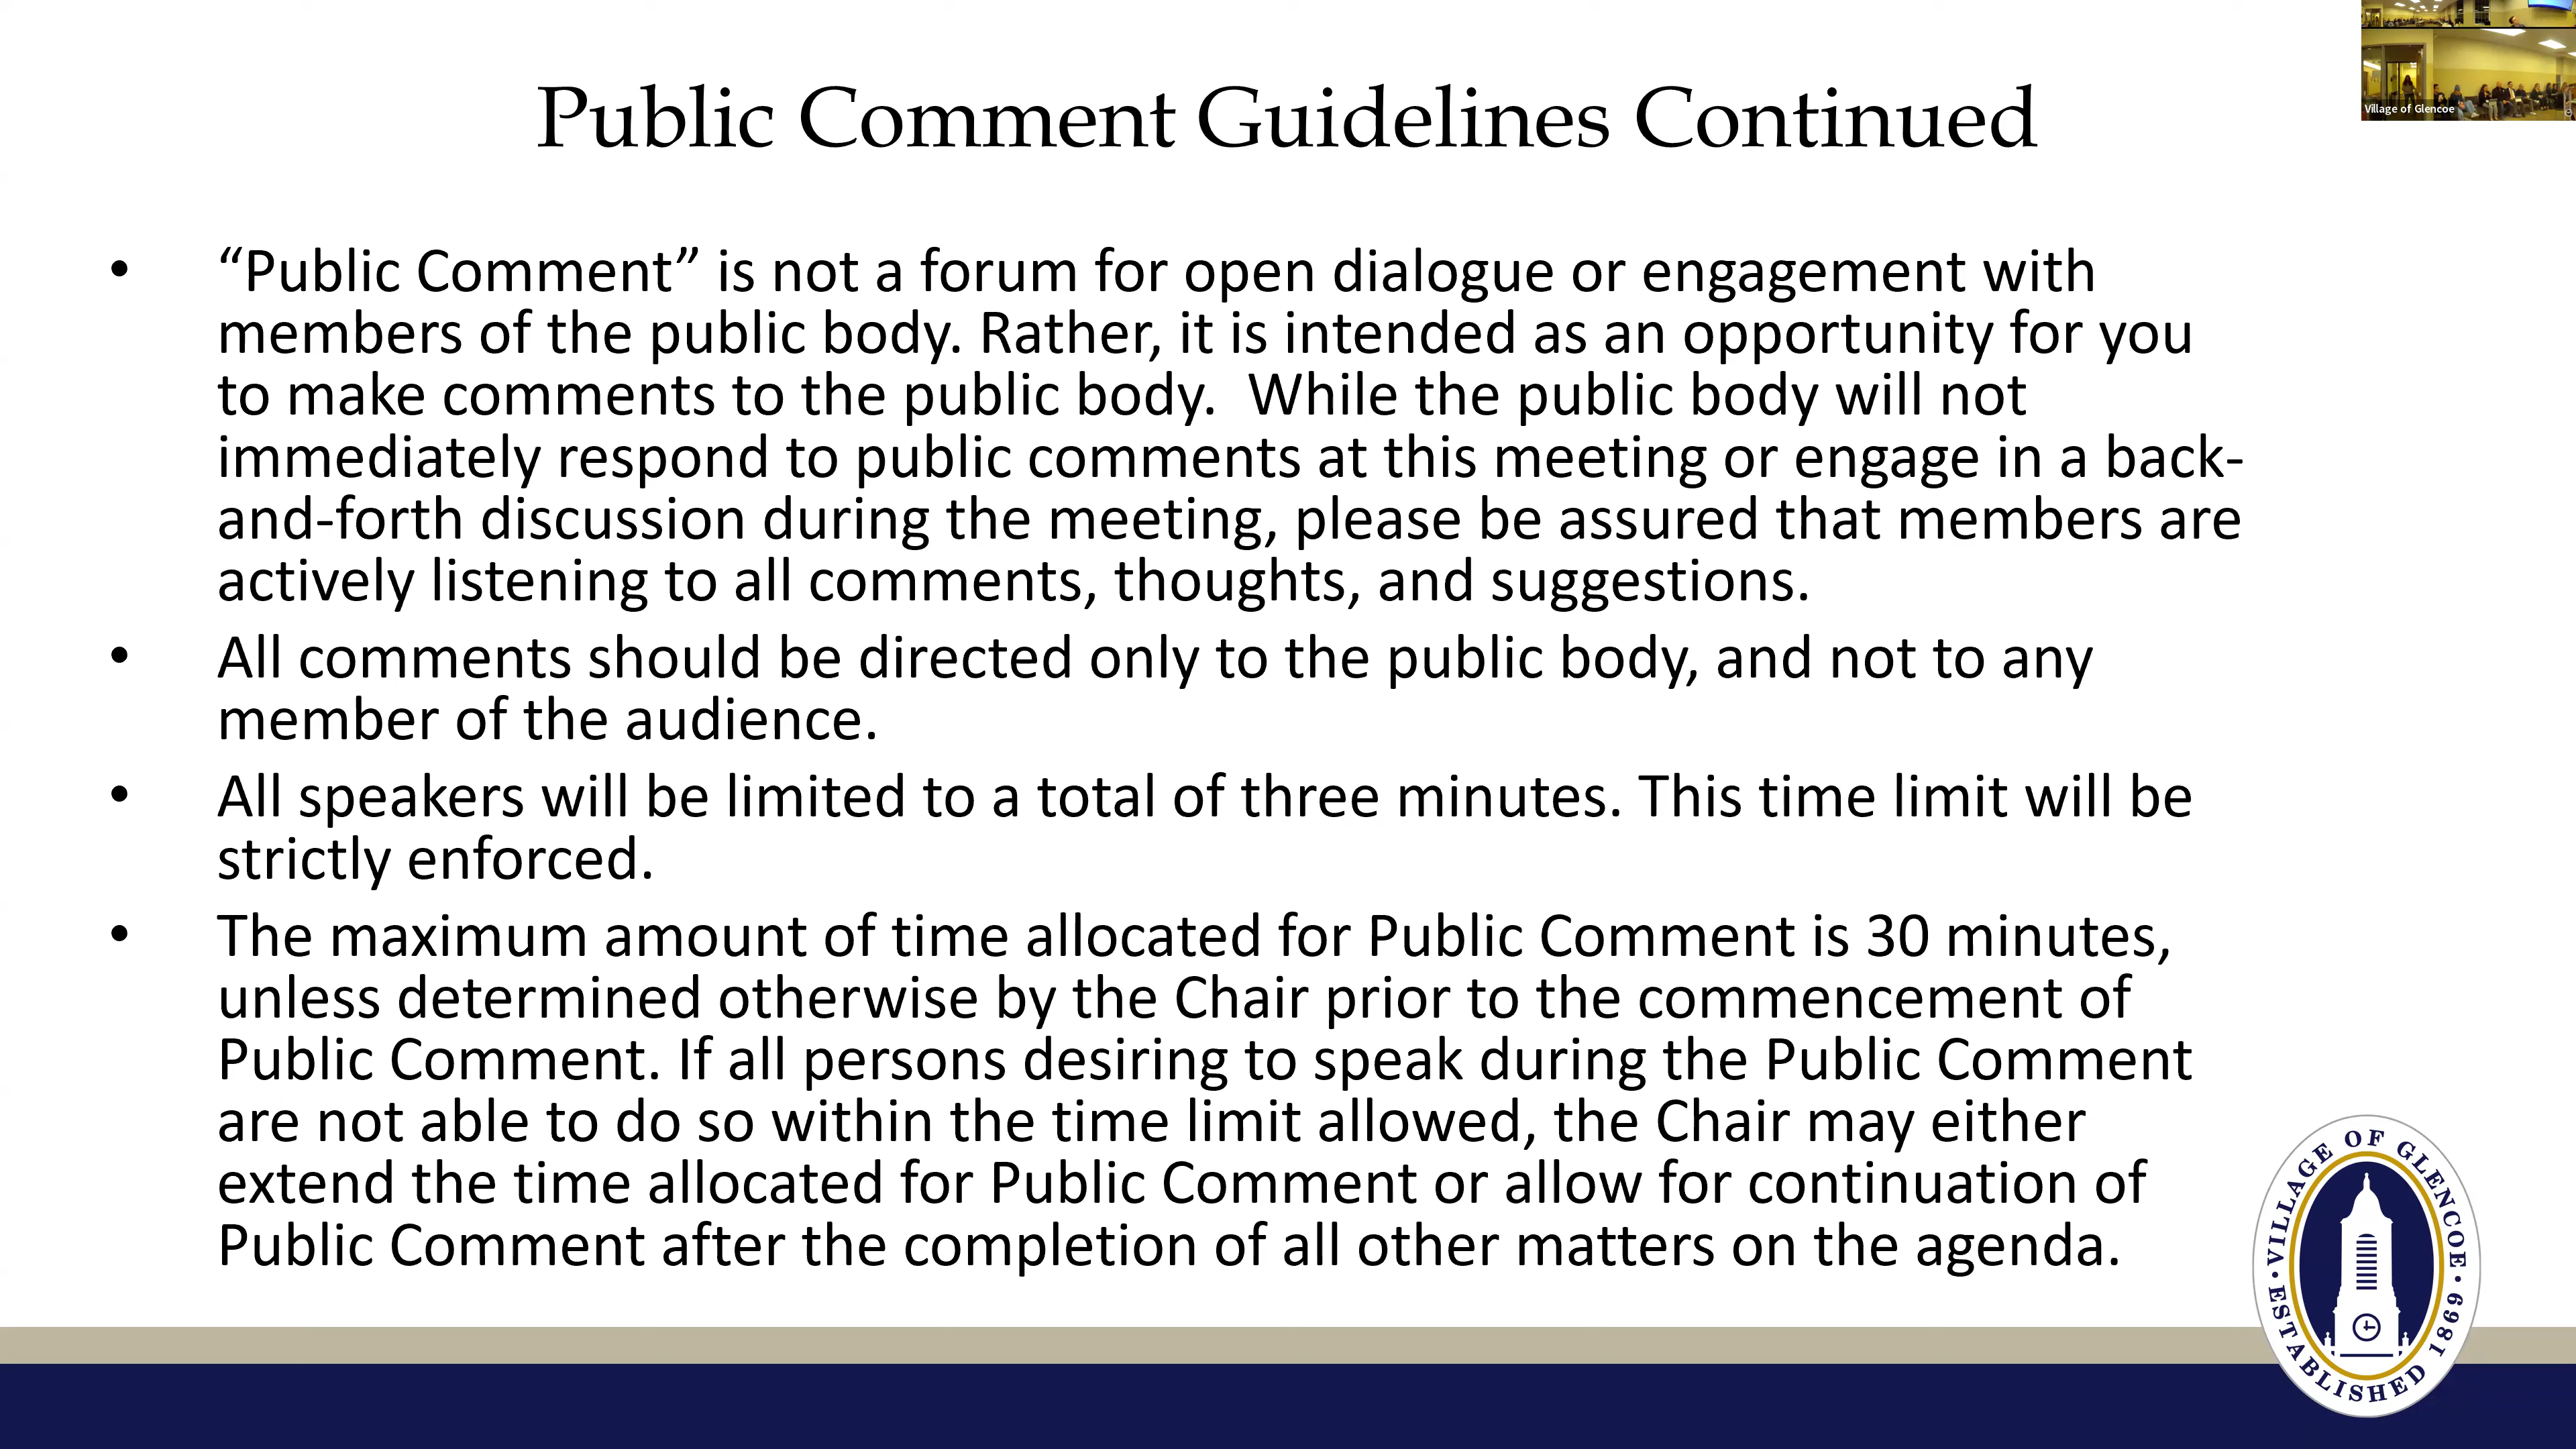 Public Comment Guidelines Continued
Village of Glencoe
• “Public Comment” is not a forum for open dialogue or engagement with
members of the public body. Rather, it is intended as an opportunity for you
to make comments to the public body.  While the public body will not
immediately respond to public comments at this meeting or engage in a back-
and-forth discussion during the meeting, please be assured that members are
actively listening to all comments, thoughts, and suggestions.
• All comments should be directed only to the public body, and not to any
member of the audience.
• All speakers will be limited to a total of three minutes. This time limit will be
strictly enforced.
• The maximum amount of time allocated for Public Comment is 30 minutes,
unless determined otherwise by the Chair prior to the commencement of
Public Comment. If all persons desiring to speak during the Public Comment
are not able to do so within the time limit allowed, the Chair may either
extend the time allocated for Public Comment or allow for continuation of
Public Comment after the completion of all other matters on the agenda.
VILLAGE OF GLENCOE
• ESTABLISHED 1869 •